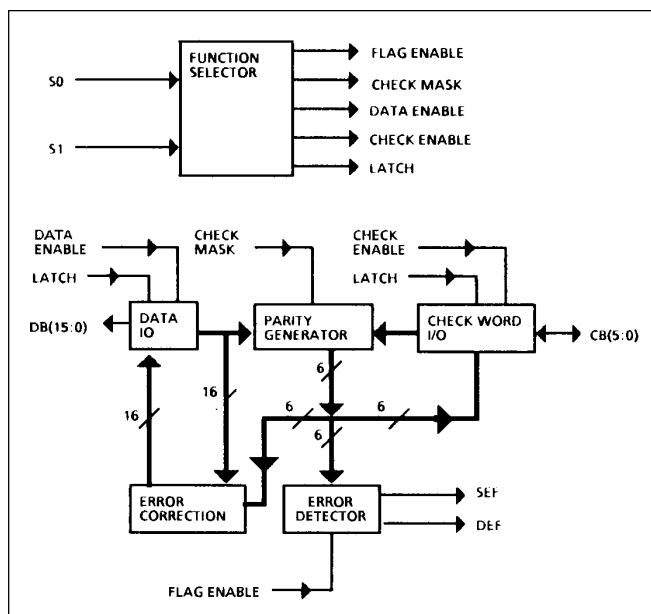 FUNCTION
SELECTOR
S0
S1
FLAG ENABLE
CHECK MASK
DATA ENABLE
CHECK ENABLE
LATCH
DATA
ENABLE
LATCH
DB(15:0)
DATA
IO
CHECK
MASK
PARITY
GENERATOR
CHECK
ENABLE
LATCH
CHECK WORD
I/O
CB(5:0)
6
16
16
6
6
6
ERROR
CORRECTION
ERROR
DETECTOR
SEF
DEF
FLAG ENABLE